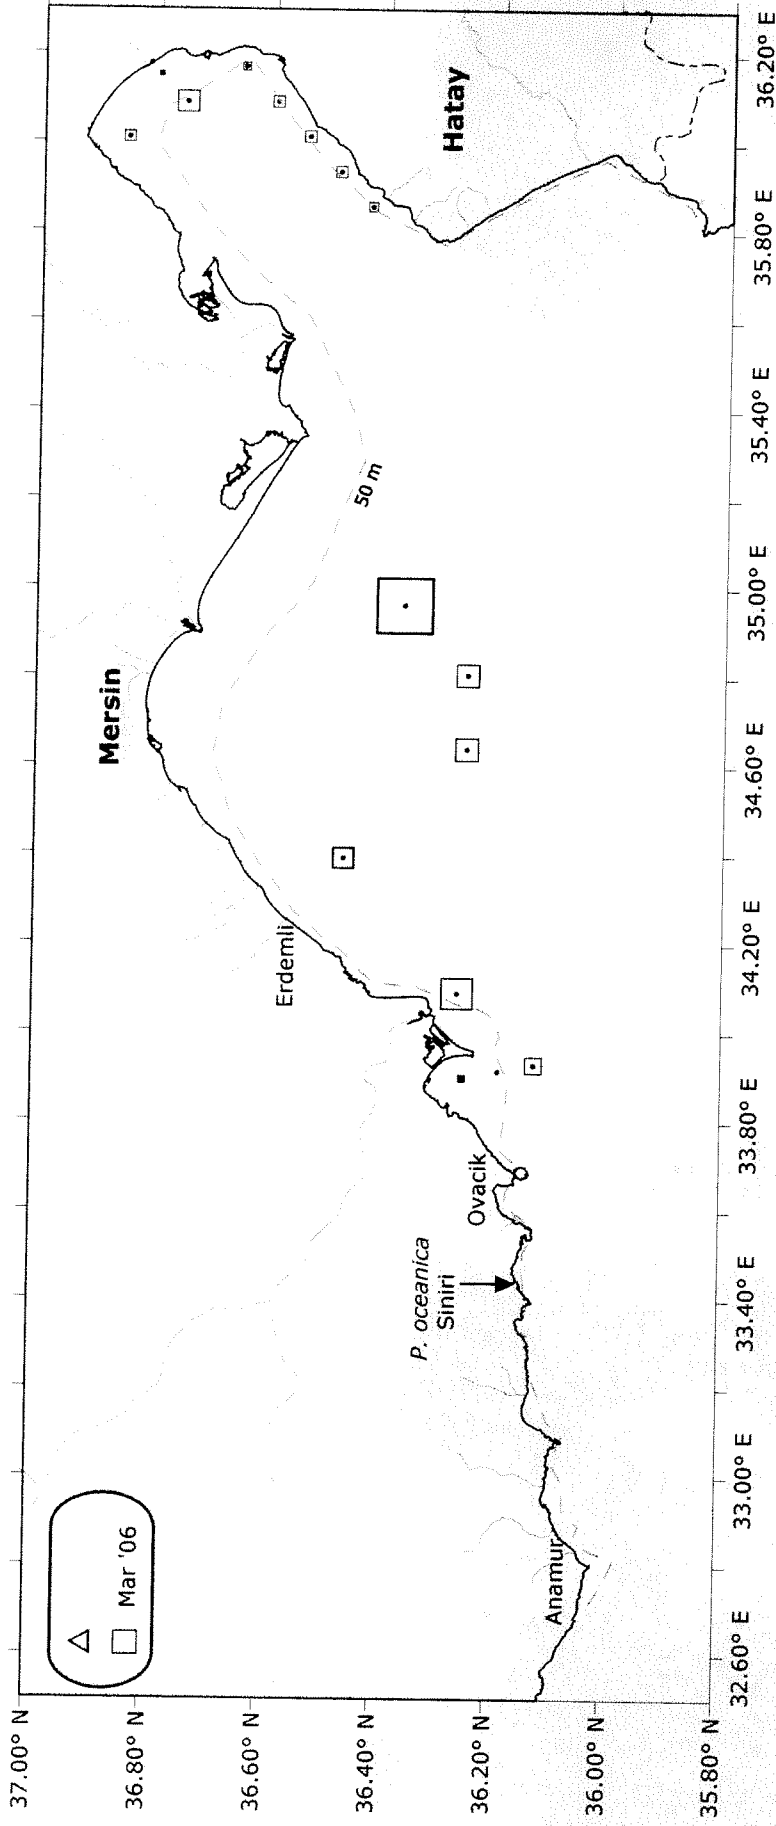 37.00° N
36.80° N
36.60° N
36.40° N
36.20° N
36.00° N
35.80° N
Mar '06
Mersin
Hatay
Erdemli
50 m
P. oceanica
Siniri
Ovacik
Anamur
32.60° E
33.00° E
33.40° E
33.80° E
34.20° E
34.60° E
35.00° E
35.40° E
35.80° E
36.20° E